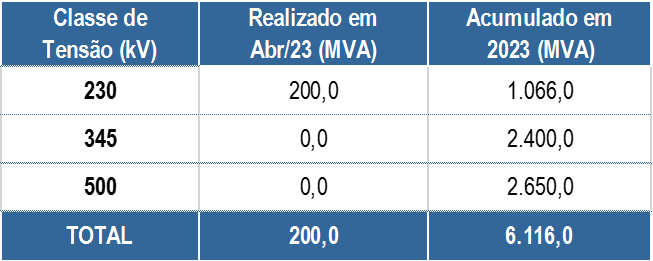 Classe de Tensão (kV) Realizado em Abr/23 (MVA) Acumulado em 2023 (MVA)
230 200,0 1.066,0
345 0,0 2.400,0
500 0,0 2.650,0
TOTAL 200,0 6.116,0